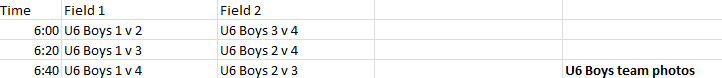 Time Field 1 Field 2
6:00 U6 Boys 1 v 2 U6 Boys 3 v 4
6:20 U6 Boys 1 v 3 U6 Boys 2 v 4
6:40 U6 Boys 1 v 4 U6 Boys 2 v 3 U6 Boys team photos